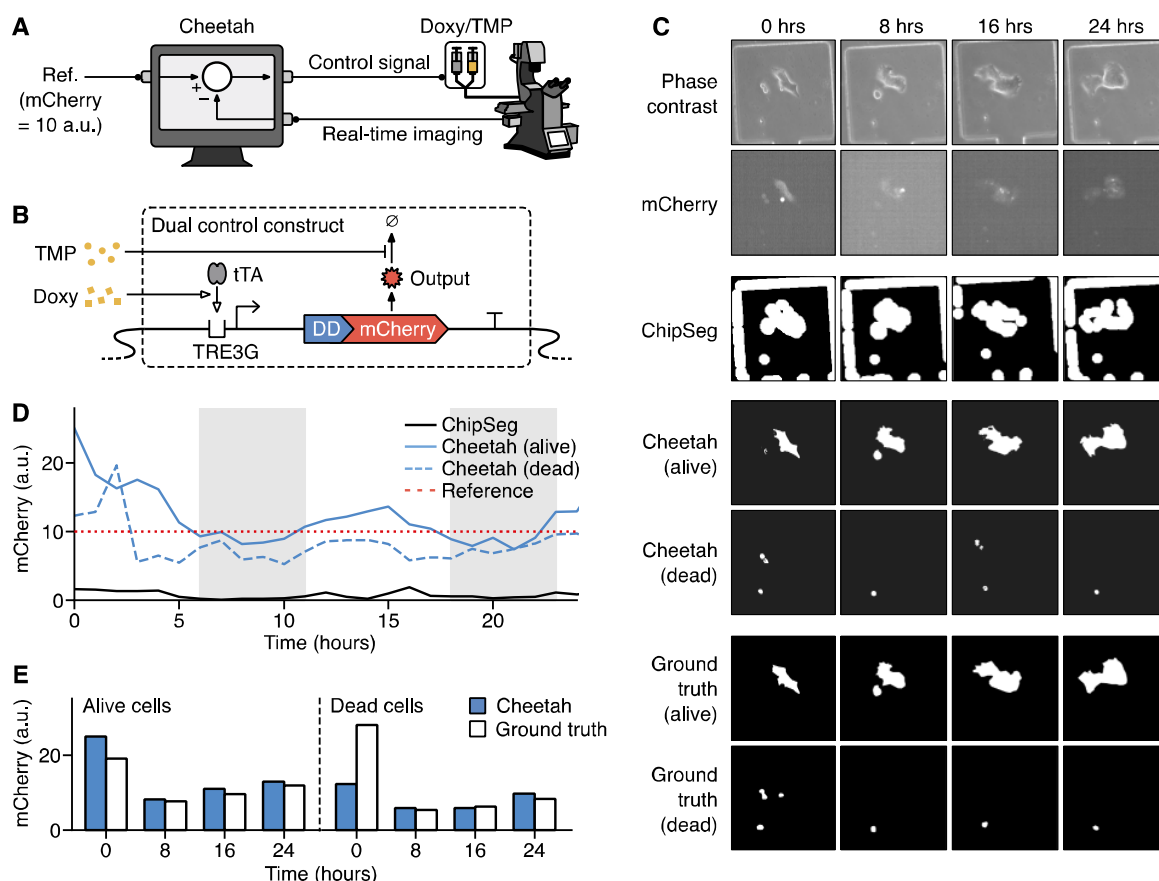 A
Cheetah
Doxy/TMP
Ref.
(mCherry
= 10 a.u.)
+
−
Control signal
Real-time imaging
B
Dual control construct
∅
TMP
tTA
Output
Doxy
DD
mCherry
TRE3G
C
0 hrs
8 hrs
16 hrs
24 hrs
Phase
contrast
mCherry
ChipSeg
Cheetah
(alive)
Cheetah
(dead)
Ground
truth
(alive)
Ground
truth
(dead)
D
mCherry (a.u.)
20
10
0
ChipSeg
Cheetah (alive)
Cheetah (dead)
Reference
0
5
10
15
20
Time (hours)
E
mCherry (a.u.)
20
0
Alive cells
Dead cells
Cheetah
Ground truth
0
8
16
24
0
8
16
24
Time (hours)